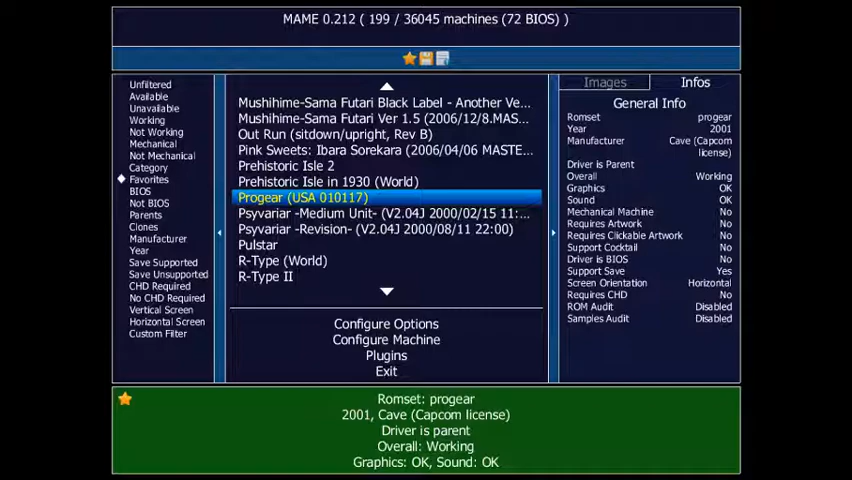 MAME 0.212 ( 199 / 36045 machines (72 BIOS) )
Unfiltered
Available
Unavailable
Working
Not Working
Mechanical
Not Mechanical
Category
Favorites
BIOS
Not BIOS
Parents
Clones
Manufacturer
Year
Save Supported
Save Unsupported
CHD Required
No CHD Required
Vertical Screen
Horizontal Screen
Custom Filter
Mushihime-Sama Futari Black Label - Another Ve...
Mushihime-Sama Futari Ver 1.5 (2006/12/8.MAS...
Out Run (sitdown/upright, Rev B)
Pink Sweets: Ibara Sorekara (2006/04/06 MASTE...
Prehistoric Isle 2
Prehistoric Isle in 1930 (World)
Progear (USA 010117)
Psyvariar -Medium Unit- (V2.04J 2000/02/15 11:...
Psyvariar -Revision- (V2.04J 2000/08/11 22:00)
Pulstar
R-Type (World)
R-Type II
Configure Options
Configure Machine
Plugins
Exit
Images Infos
General Info
Romset progear
Year 2001
Manufacturer Cave (Capcom
license)
Driver is Parent
Overall Working
Graphics OK
Sound OK
Mechanical Machine No
Requires Artwork No
Requires Clickable Artwork No
Support Cocktail No
Driver is BIOS No
Support Save Yes
Screen Orientation Horizontal
Requires CHD No
ROM Audit Disabled
Samples Audit Disabled
Romset: progear
2001, Cave (Capcom license)
Driver is parent
Overall: Working
Graphics: OK, Sound: OK